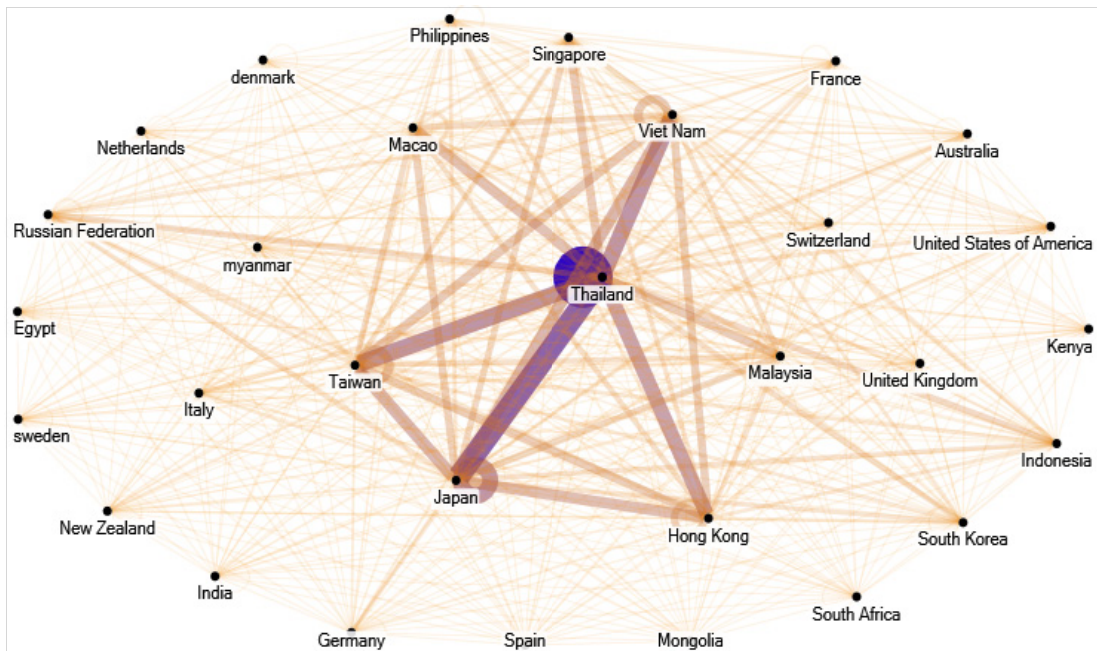 Philippines
Singapore
denmark
France
Viet Nam
Macao
Netherlands
Australia
Russian Federation
Switzerland
United States of America
myanmar
Thailand
Egypt
Kenya
Taiwan
Malaysia
United Kingdom
Italy
sweden
Indonesia
Japan
New Zealand
Hong Kong
South Korea
India
South Africa
Germany
Spain
Mongolia